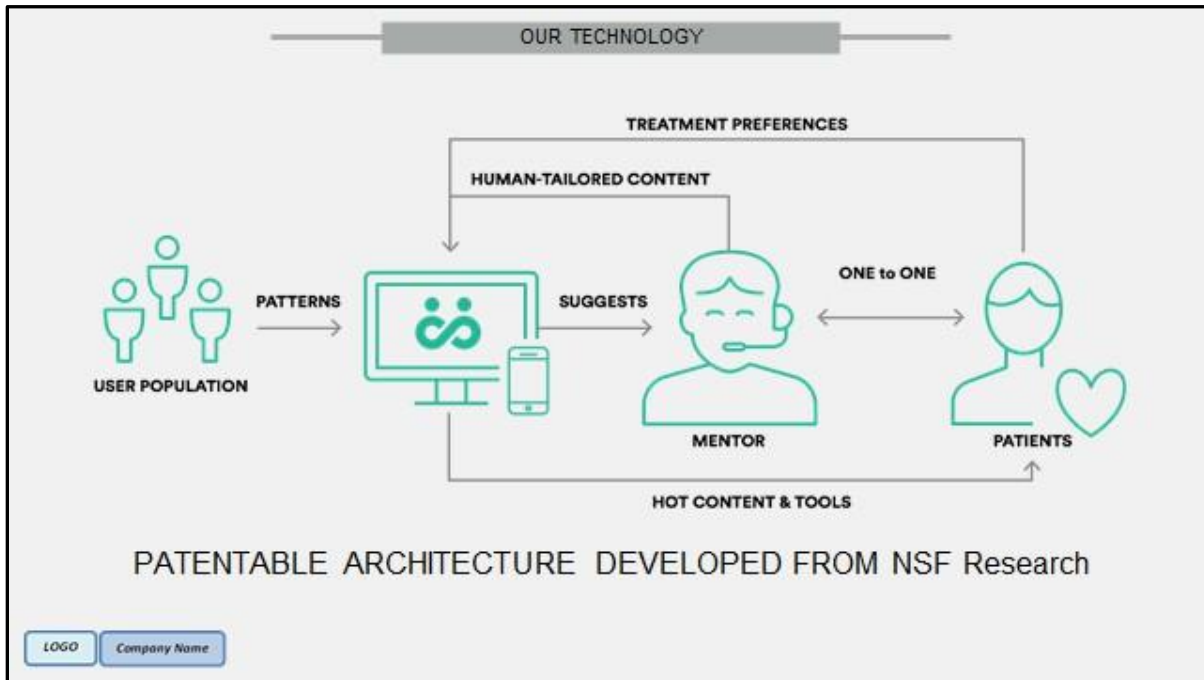 OUR TECHNOLOGY
TREATMENT PREFERENCES
HUMAN-TAILORED CONTENT
ONE to ONE
PATTERNS
SUGGESTS
USER POPULATION
MENTOR
PATIENTS
HOT CONTENT & TOOLS
PATENTABLE ARCHITECTURE DEVELOPED FROM NSF Research
LOGO
Company Name